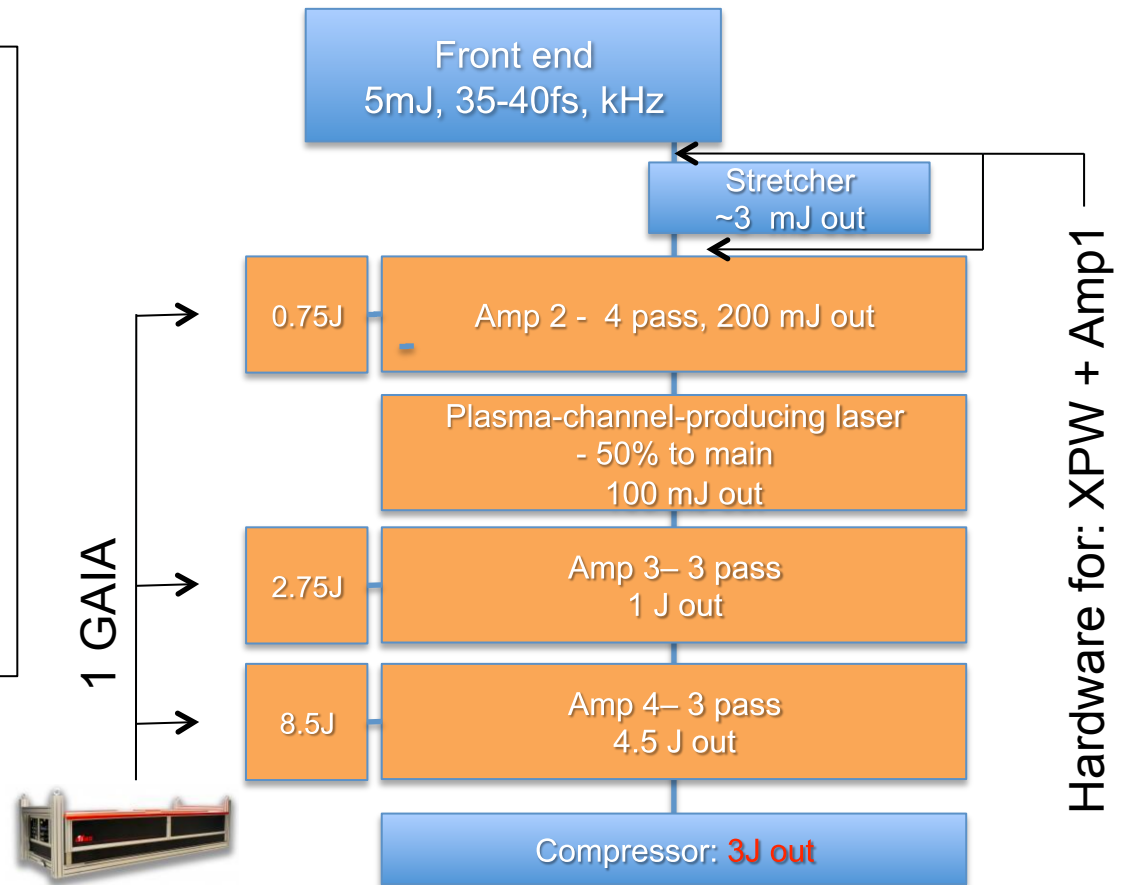 Front end
5mJ, 35-40fs, kHz
Stretcher
~3 mJ out
0.75J
Amp 2 - 4 pass, 200 mJ out
-
Plasma-channel-producing laser
- 50% to main
100 mJ out
2.75J
Amp 3– 3 pass
1 J out
8.5J
Amp 4– 3 pass
4.5 J out
Compressor: 3J out
1 GAIA
Hardware for: XPW + Amp1